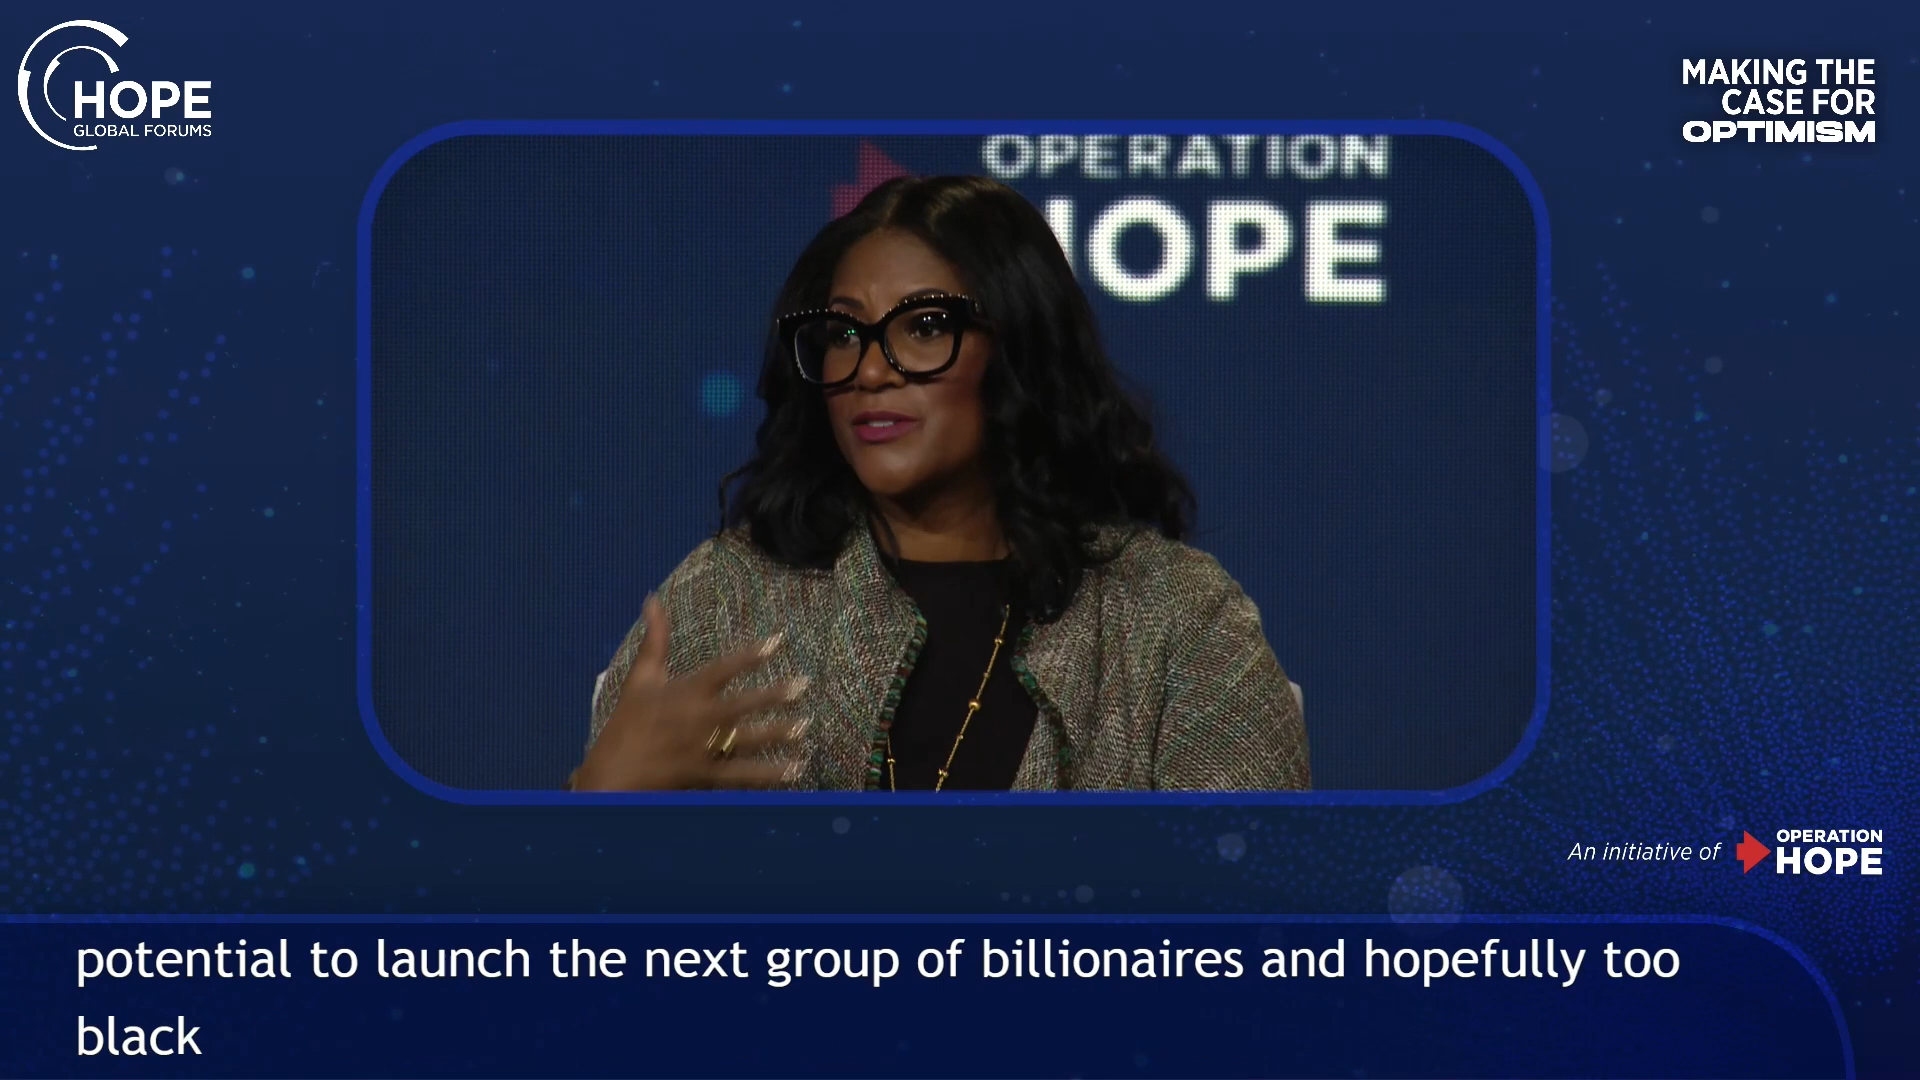 HOPE
GLOBAL FORUMS
MAKING THE
CASE FOR
OPTIMISM
OPERATION
HOPE
An initiative of
OPERATION
HOPE
potential to launch the next group of billionaires and hopefully too
black